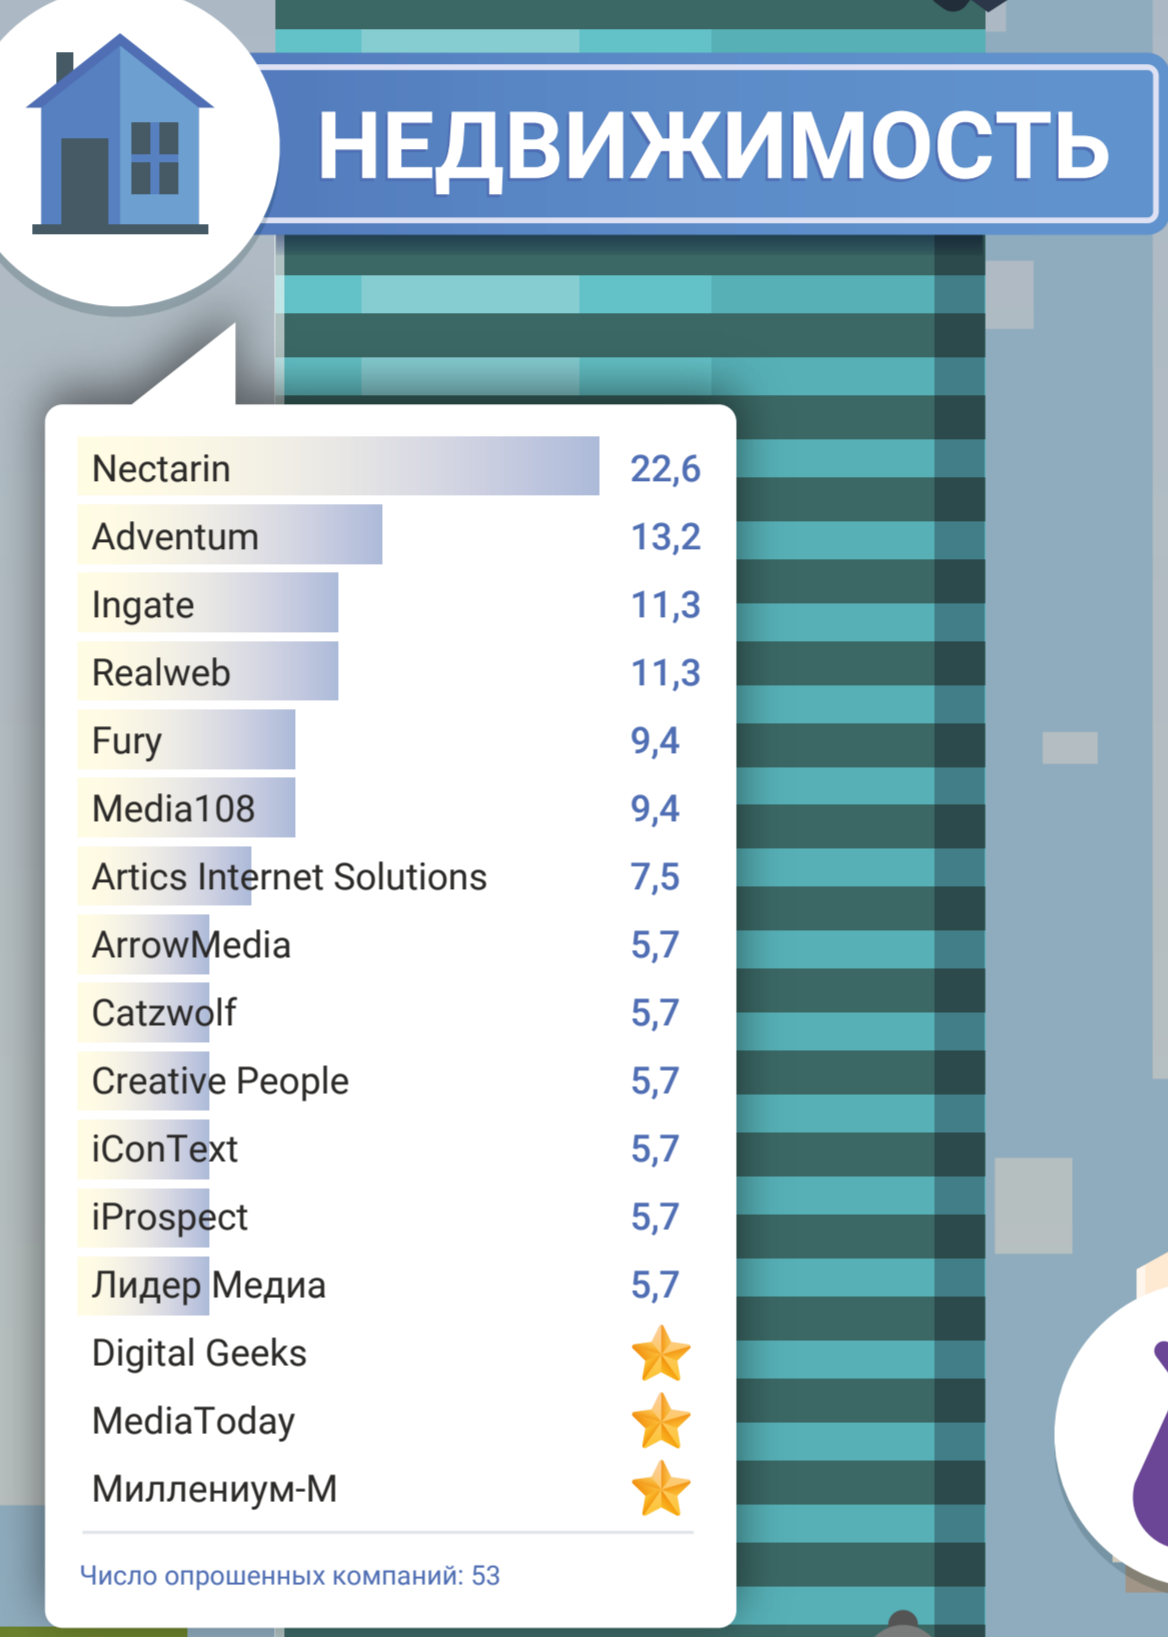 НЕДВИЖИМОСТЬ
Nectarin 22,6
Adventum 13,2
Ingate 11,3
Realweb 11,3
Fury 9,4
Media108 9,4
Artics Internet Solutions 7,5
ArrowMedia 5,7
Catzwolf 5,7
Creative People 5,7
iConText 5,7
iProspect 5,7
Лидер Медиа 5,7
Digital Geeks
MediaToday
Миллениум-М
Число опрошенных компаний: 53